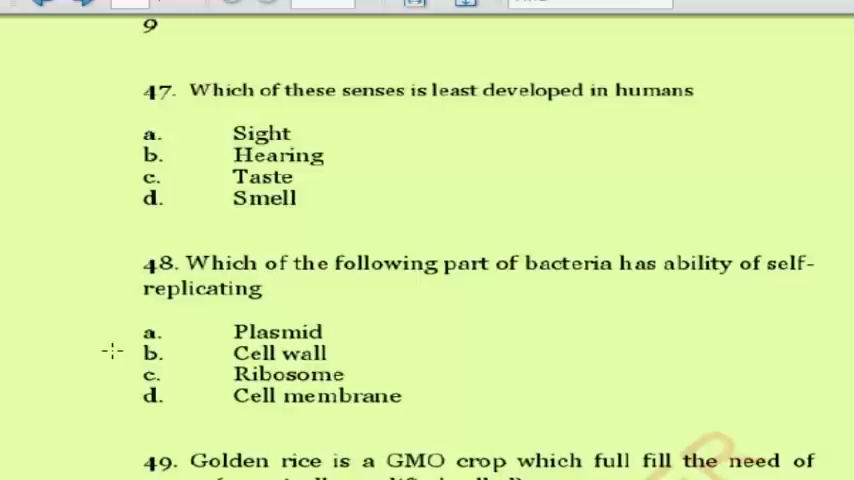 9
47. Which of these senses is least developed in humans
a. Sight
b. Hearing
c. Taste
d. Smell
48. Which of the following part of bacteria has ability of self-
replicating
a. Plasmid
b. Cell wall
c. Ribosome
d. Cell membrane
49. Golden rice is a GMO crop which full fill the need of